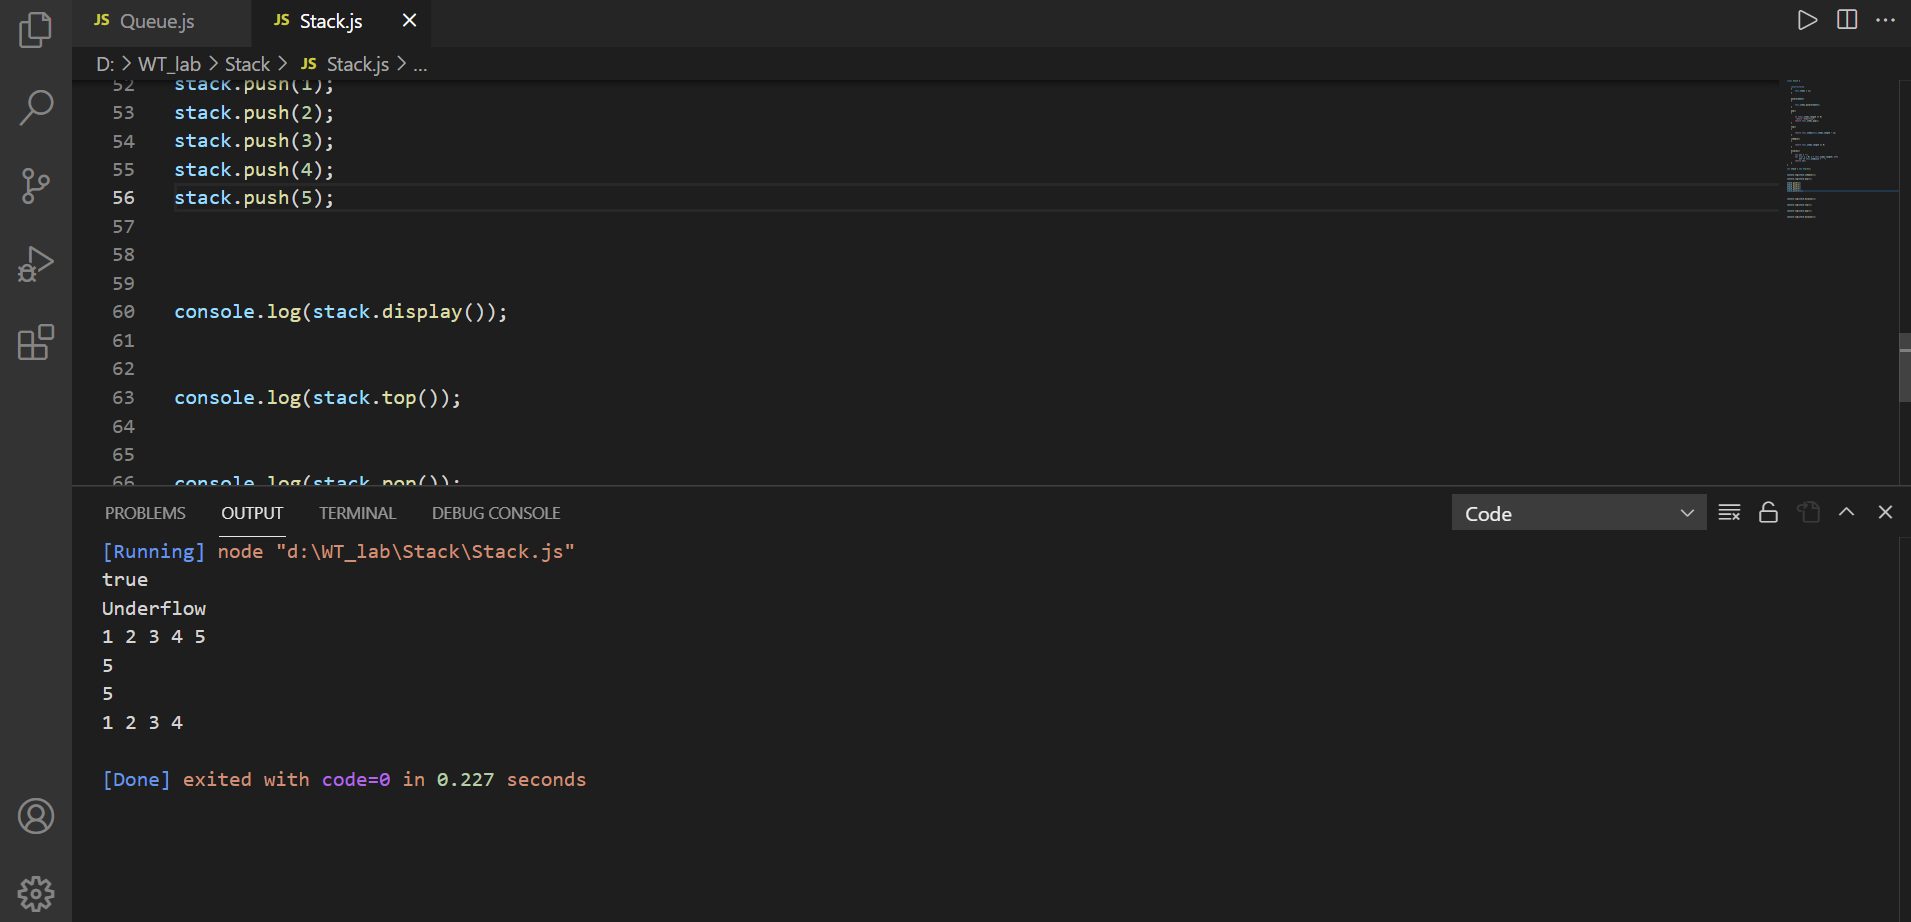 JS Queue.js JS Stack.js
D: > WT_lab > Stack > JS Stack.js > ...
52 stack.push(1);
53 stack.push(2);
54 stack.push(3);
55 stack.push(4);
56 stack.push(5);
57
58
59
60 console.log(stack.display());
61
62
63 console.log(stack.top());
64
65
66 console.log(stack.pop());
PROBLEMS OUTPUT TERMINAL DEBUG CONSOLE Code
[Running] node "d:\WT_lab\Stack\Stack.js"
true
Underflow
1 2 3 4 5
5
5
1 2 3 4
[Done] exited with code=0 in 0.227 seconds